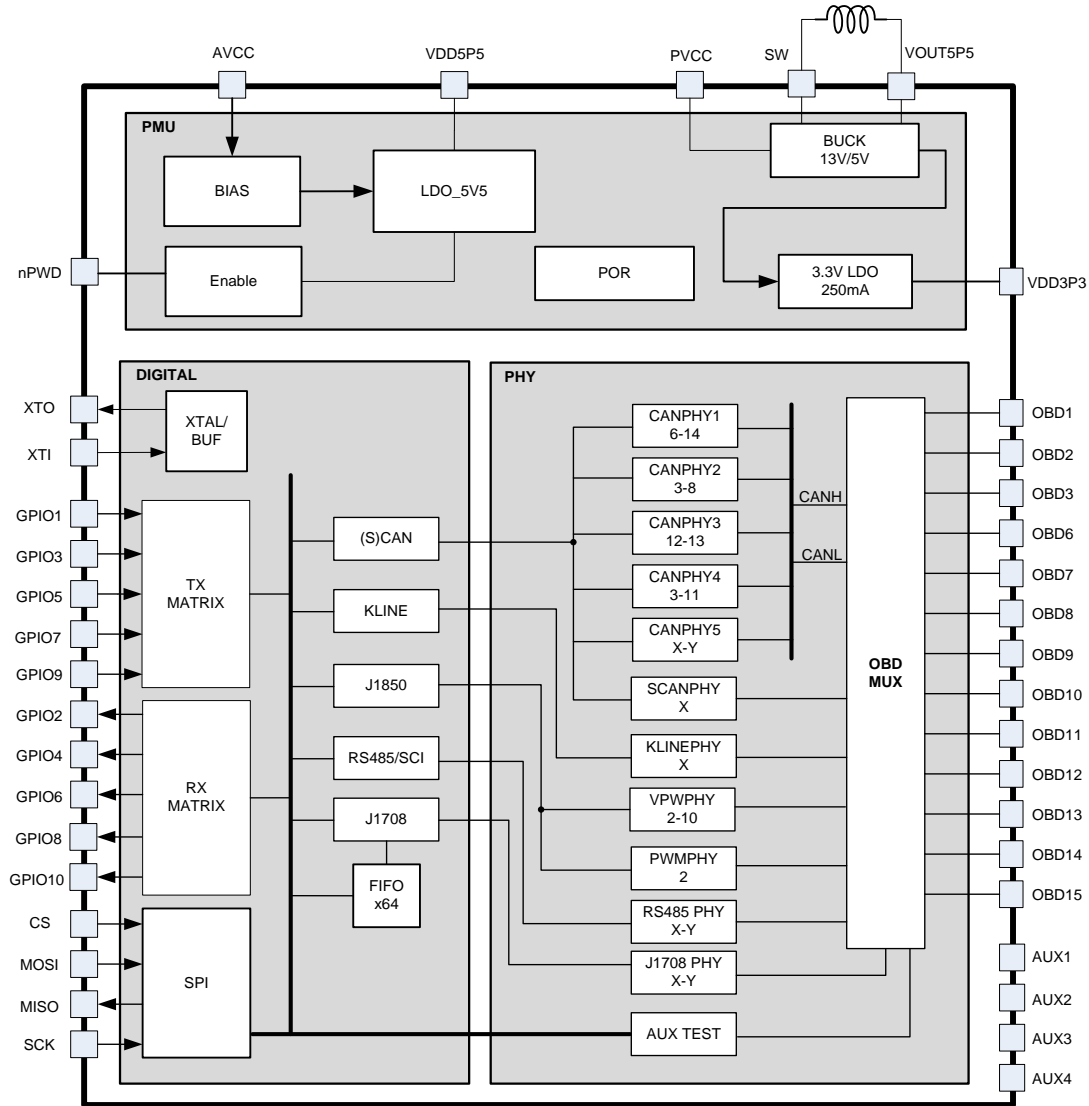 AVCC
VDD5P5
PVCC
SW
VOUT5P5
PMU
BIAS
LDO_5V5
BUCK
13V/5V
nPWD
Enable
POR
3.3V LDO
250mA
VDD3P3
DIGITAL
XTO
XTI
XTAL/
BUF
GPIO1
GPIO3
GPIO5
GPIO7
GPIO9
TX
MATRIX
GPIO2
GPIO4
GPIO6
GPIO8
GPIO10
RX
MATRIX
CS
MOSI
MISO
SCK
SPI
(S)CAN
KLINE
J1850
RS485/SCI
J1708
FIFO
x64
PHY
CANPHY1
6-14
CANPHY2
3-8
CANPHY3
12-13
CANPHY4
3-11
CANPHY5
X-Y
SCANPHY
X
KLINEPHY
X
VPWPHY
2-10
PWMPHY
2
RS485 PHY
X-Y
J1708 PHY
X-Y
AUX TEST
CANH
CANL
OBD
MUX
OBD1
OBD2
OBD3
OBD6
OBD7
OBD8
OBD9
OBD10
OBD11
OBD12
OBD13
OBD14
OBD15
AUX1
AUX2
AUX3
AUX4